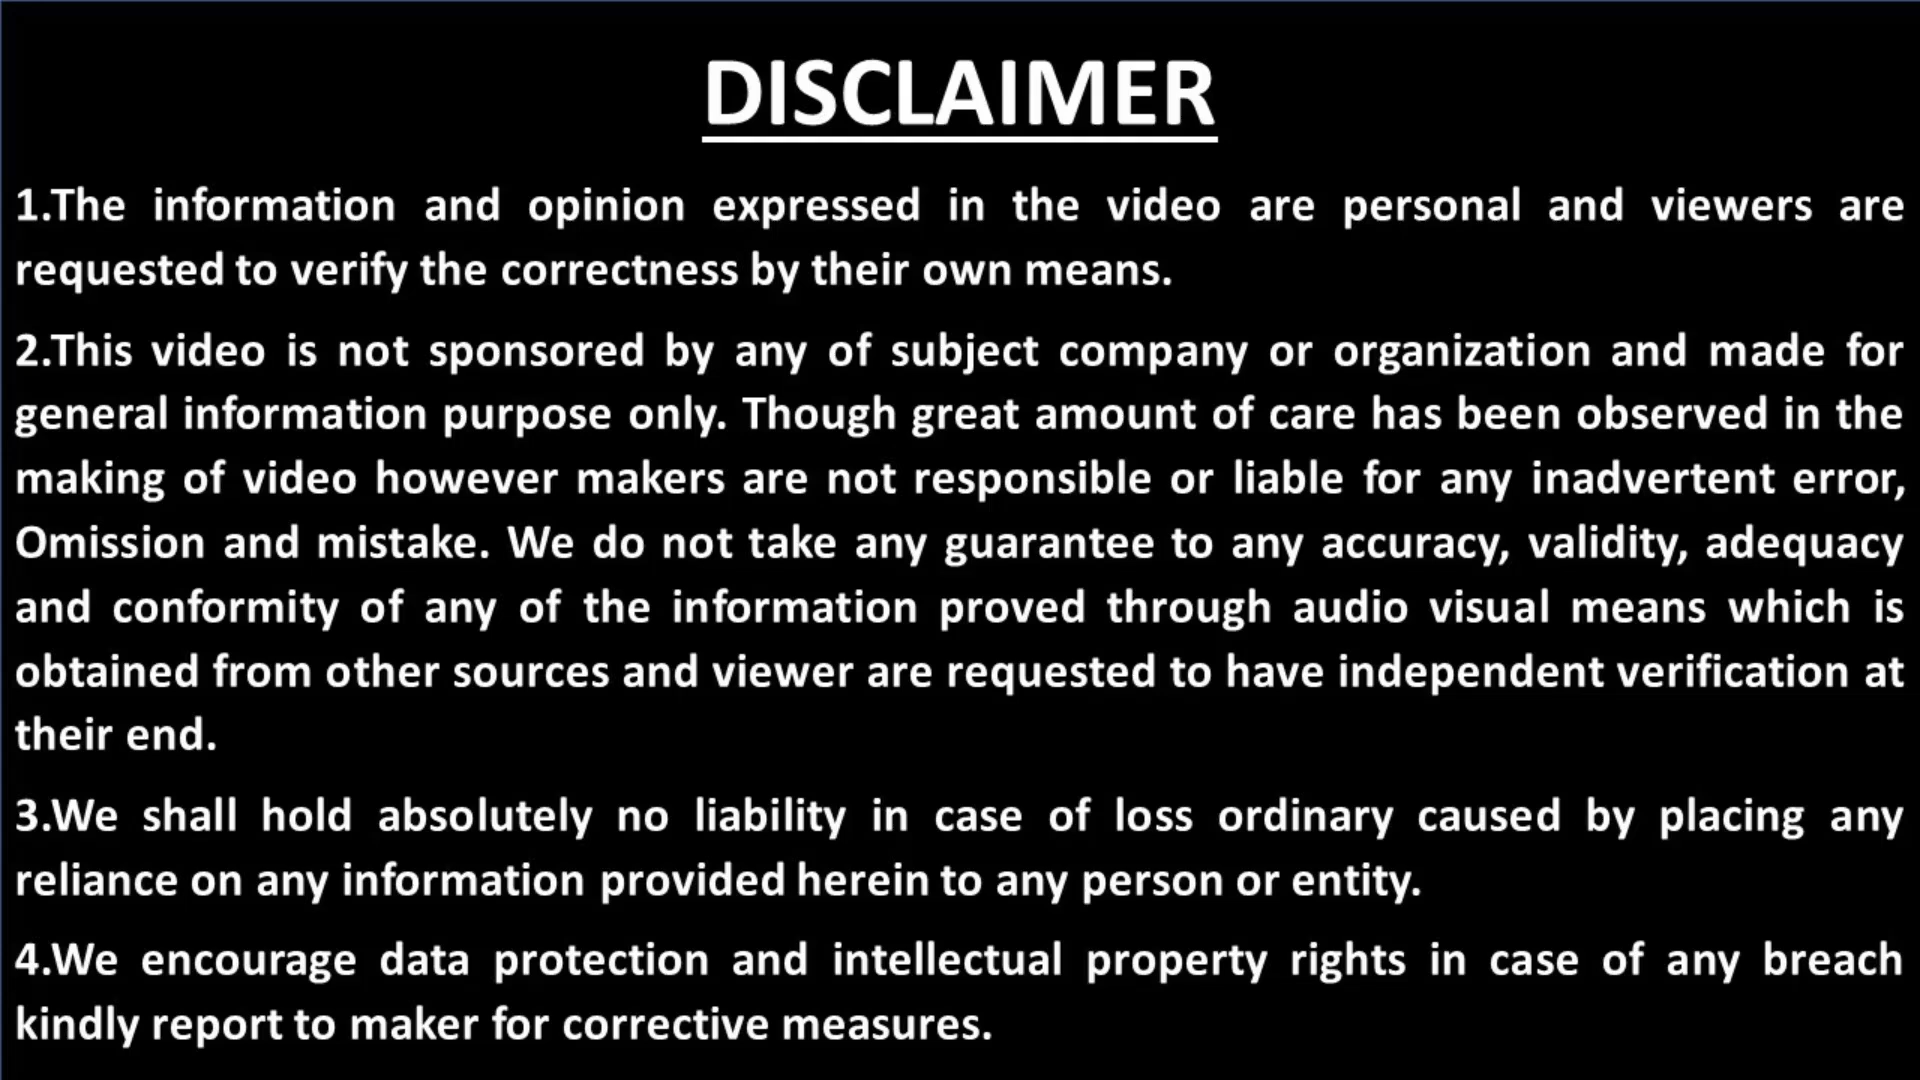 DISCLAIMER
1.The information and opinion expressed in the video are personal and viewers are
requested to verify the correctness by their own means.
2.This video is not sponsored by any of subject company or organization and made for
general information purpose only. Though great amount of care has been observed in the
making of video however makers are not responsible or liable for any inadvertent error,
Omission and mistake. We do not take any guarantee to any accuracy, validity, adequacy
and conformity of any of the information proved through audio visual means which is
obtained from other sources and viewer are requested to have independent verification at
their end.
3.We shall hold absolutely no liability in case of loss ordinary caused by placing any
reliance on any information provided herein to any person or entity.
4.We encourage data protection and intellectual property rights in case of any breach
kindly report to maker for corrective measures.